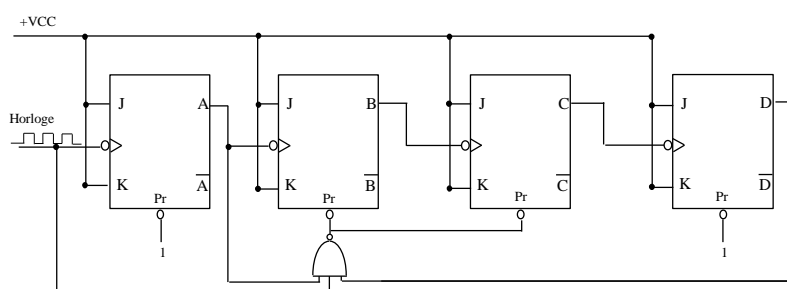 +VCC
Horloge
J A
K A̅
Pr
1
J B
K B̅
Pr
J C
K C̅
Pr
J D
K D̅
Pr
1